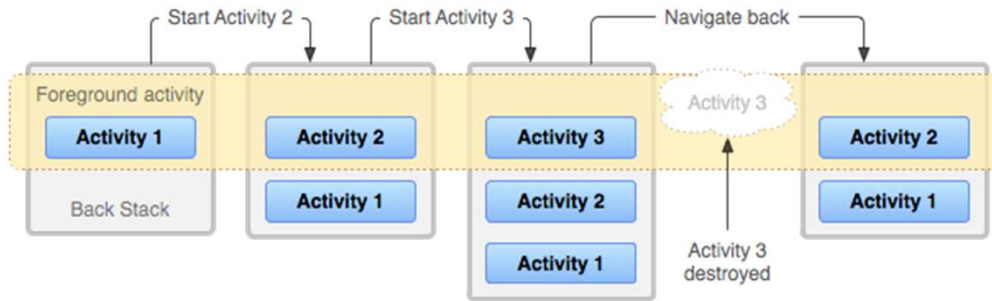 Start Activity 2
Start Activity 3
Navigate back
Foreground activity
Activity 1
Back Stack
Activity 2
Activity 1
Activity 3
Activity 2
Activity 1
Activity 3
Activity 3
destroyed
Activity 2
Activity 1